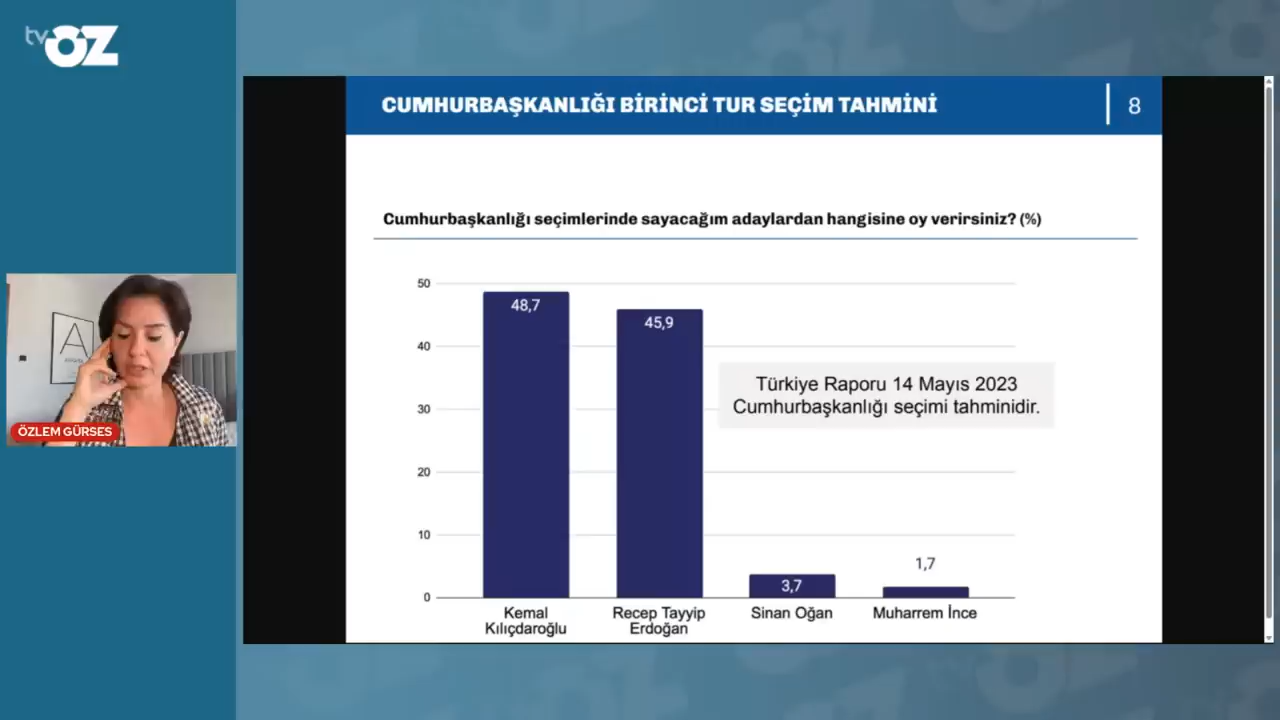 tv ÖZ
CUMHURBAŞKANLIĞI BİRİNCİ TUR SEÇİM TAHMİNİ
8
Cumhurbaşkanlığı seçimlerinde sayacağım adaylardan hangisine oy verirsiniz? (%)
50
40
30
20
10
0
48,7
45,9
3,7
1,7
Türkiye Raporu 14 Mayıs 2023
Cumhurbaşkanlığı seçimi tahminidir.
Kemal
Kılıçdaroğlu
Recep Tayyip
Erdoğan
Sinan Oğan
Muharrem İnce
A
ÖZLEM GÜRSES